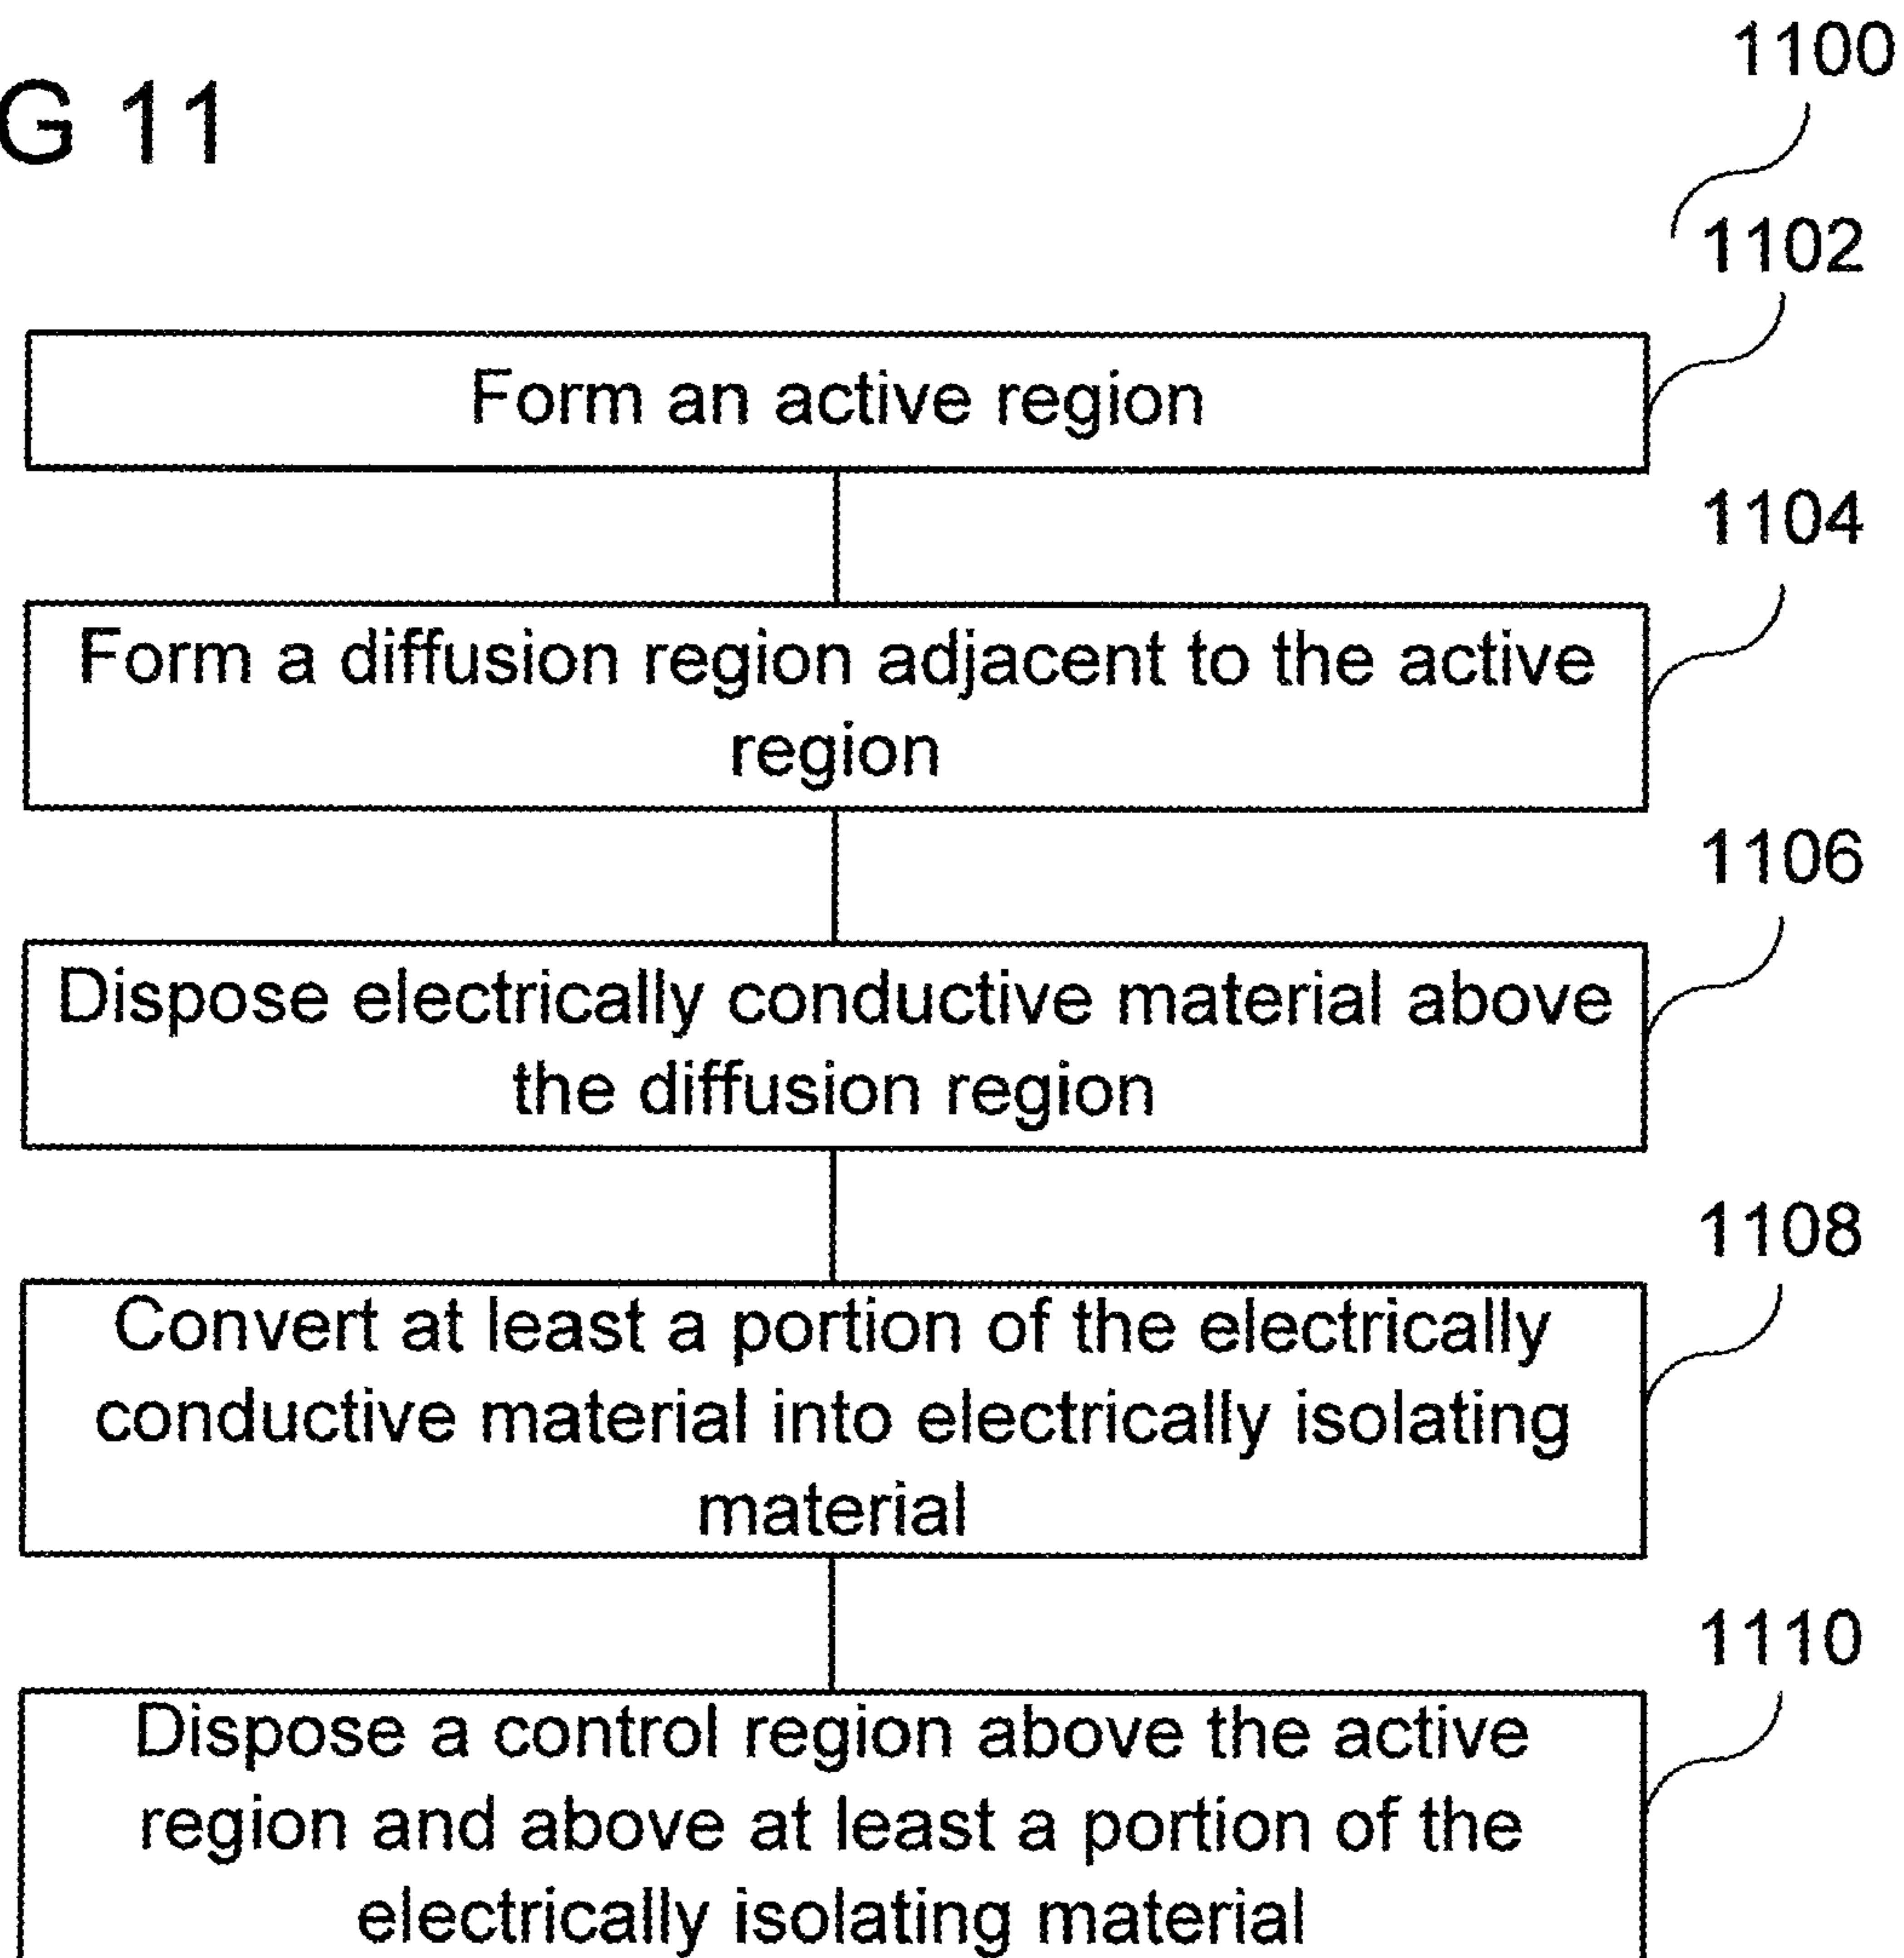 G 11
1100
1102
Form an active region
1104
Form a diffusion region adjacent to the active
region
1106
Dispose electrically conductive material above
the diffusion region
1108
Convert at least a portion of the electrically
conductive material into electrically isolating
material
1110
Dispose a control region above the active
region and above at least a portion of the
electrically isolating material